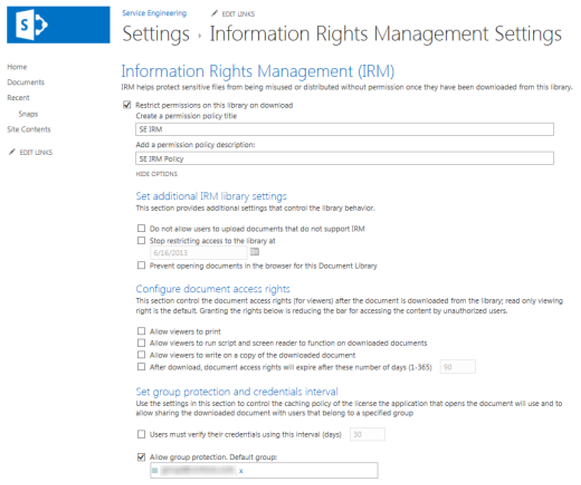 Service Engineering EDIT LINKS
Settings › Information Rights Management Settings
Home
Documents
Recent
Snaps
Site Contents
EDIT LINKS
Information Rights Management (IRM)
IRM helps protect sensitive files from being misused or distributed without permission once they have been downloaded from this library.
Restrict permissions on this library on download
Create a permission policy title
SE IRM
Add a permission policy description:
SE IRM Policy
HIDE OPTIONS
Set additional IRM library settings
This section provides additional settings that control the library behavior.
Do not allow users to upload documents that do not support IRM
Stop restricting access to the library at
6/16/2013
Prevent opening documents in the browser for this Document Library
Configure document access rights
This section control the document access rights (for viewers) after the document is downloaded from the library; read only viewing
right is the default. Granting the rights below is reducing the bar for accessing the content by unauthorized users.
Allow viewers to print
Allow viewers to run script and screen reader to function on downloaded documents
Allow viewers to write on a copy of the downloaded document
After download, document access rights will expire after these number of days (1-365) 90
Set group protection and credentials interval
Use the settings in this section to control the caching policy of the license the application that opens the document will use and to
allow sharing the downloaded document with users that belong to a specified group
Users must verify their credentials using this interval (days) 30
Allow group protection. Default group:
x